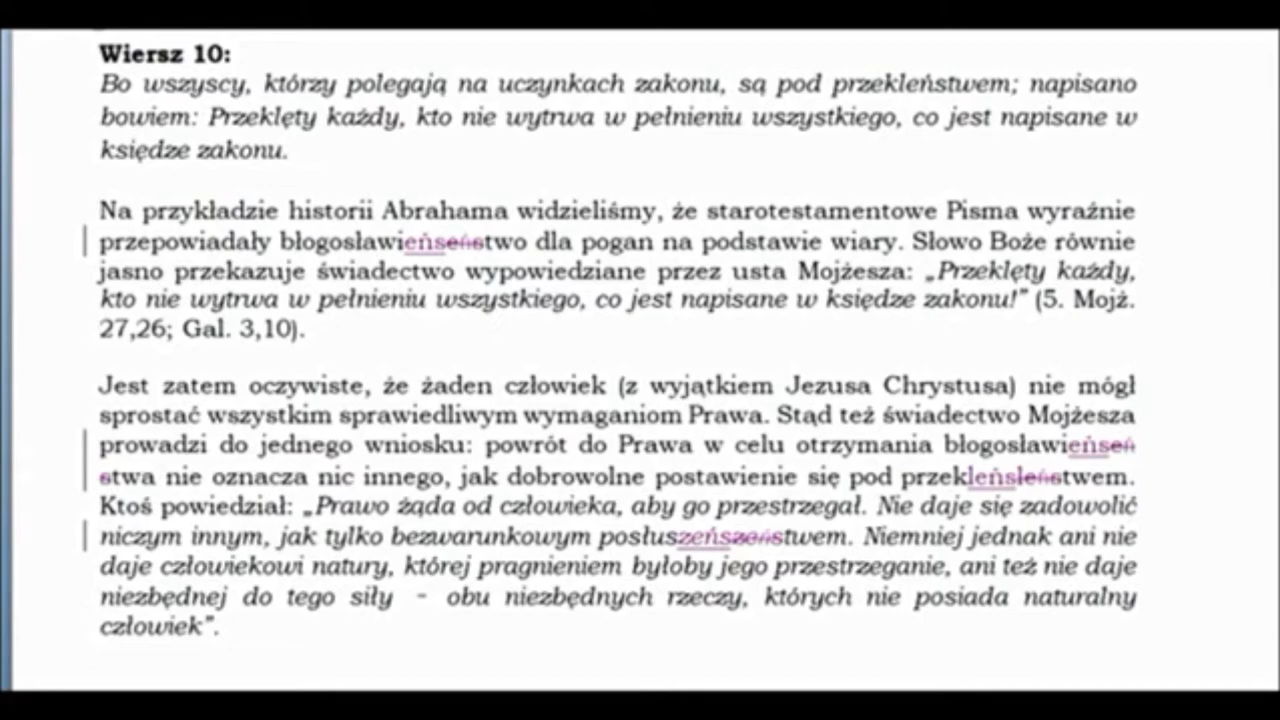 Wiersz 10:
Bo wszyscy, którzy polegają na uczynkach zakonu, są pod przekleństwem; napisano
bowiem: Przeklęty każdy, kto nie wytrwa w pełnieniu wszystkiego, co jest napisane w
księdze zakonu.
Na przykładzie historii Abrahama widzieliśmy, że starotestamentowe Pisma wyraźnie
przepowiadały błogosławieńseństwo dla pogan na podstawie wiary. Słowo Boże równie
jasno przekazuje świadectwo wypowiedziane przez usta Mojżesza: „Przeklęty każdy,
kto nie wytrwa w pełnieniu wszystkiego, co jest napisane w księdze zakonu!” (5. Mojż.
27,26; Gal. 3,10).
Jest zatem oczywiste, że żaden człowiek (z wyjątkiem Jezusa Chrystusa) nie mógł
sprostać wszystkim sprawiedliwym wymaganiom Prawa. Stąd też świadectwo Mojżesza
prowadzi do jednego wniosku: powrót do Prawa w celu otrzymania błogosławieńseń
stwa nie oznacza nic innego, jak dobrowolne postawienie się pod przekleńsleństwem.
Ktoś powiedział: „Prawo żąda od człowieka, aby go przestrzegał. Nie daje się zadowolić
niczym innym, jak tylko bezwarunkowym posłuszeńszeństwem. Niemniej jednak ani nie
daje człowiekowi natury, której pragnieniem byłoby jego przestrzeganie, ani też nie daje
niezbędnej do tego siły - obu niezbędnych rzeczy, których nie posiada naturalny
człowiek”.